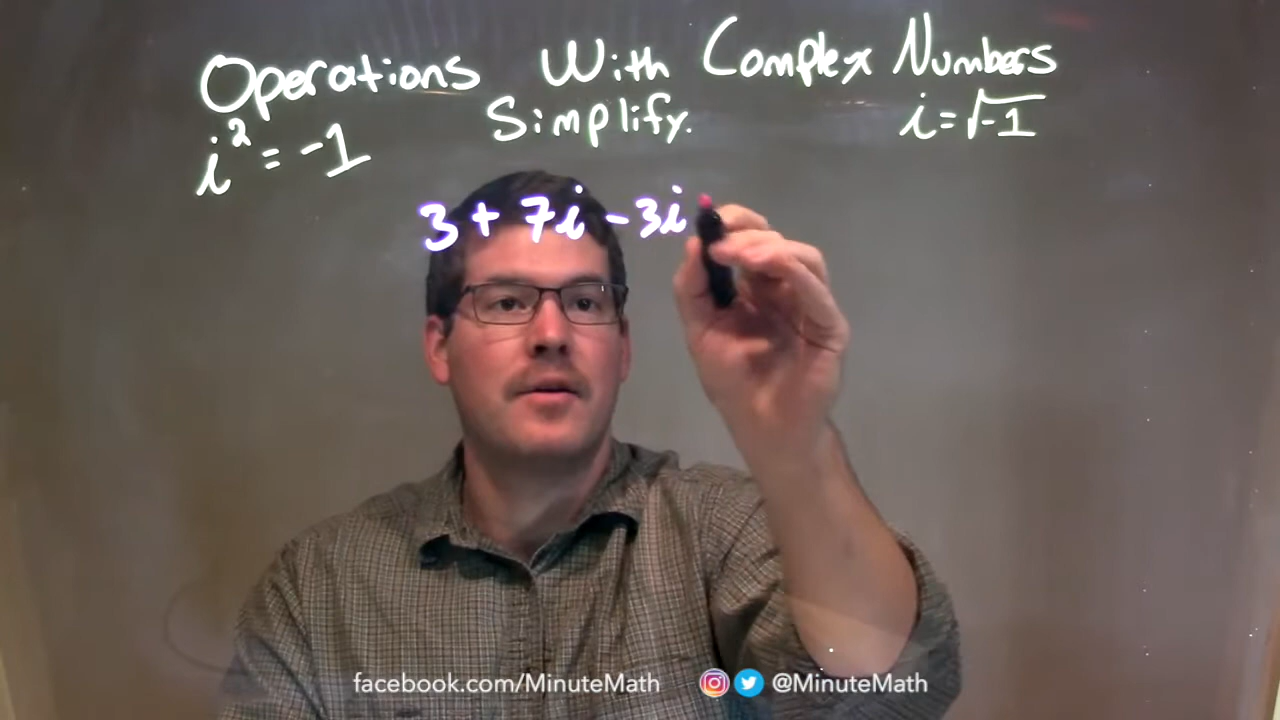 Operations With Complex Numbers
Simplify.
i² = -1
i = √-1
3 + 7i - 3i
facebook.com/MinuteMath
@MinuteMath